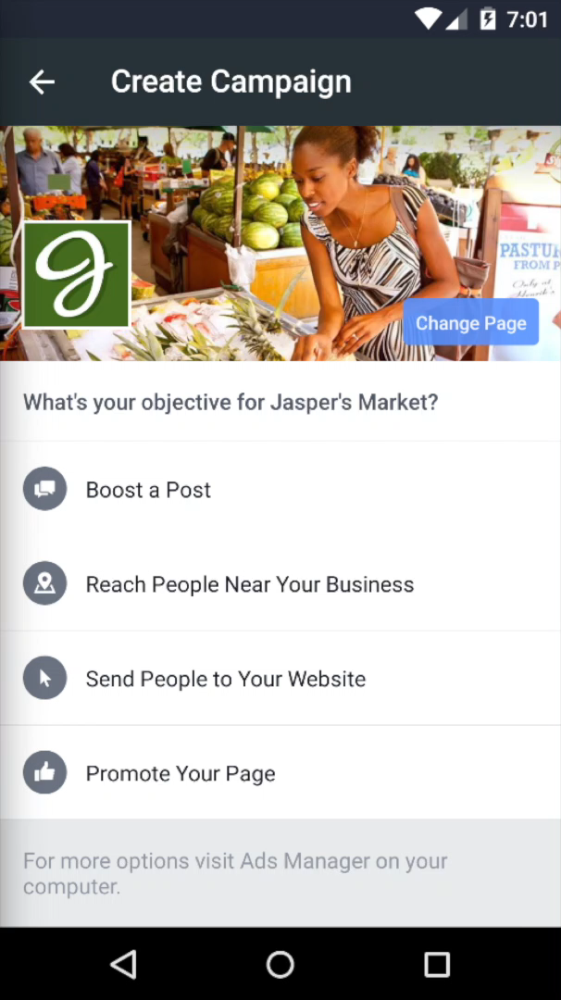 7:01
Create Campaign
PASTU
FROM P
Only at
Change Page
What's your objective for Jasper's Market?
Boost a Post
Reach People Near Your Business
Send People to Your Website
Promote Your Page
For more options visit Ads Manager on your
computer.